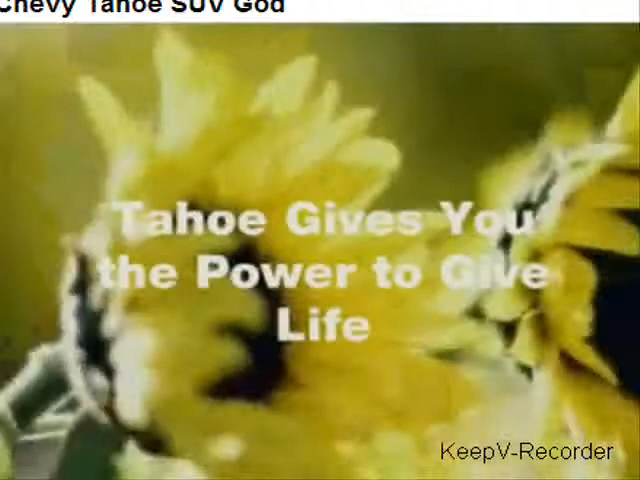 Chevy Tahoe SUV God
Tahoe Gives You
the Power to Give
Life
KeepV-Recorder